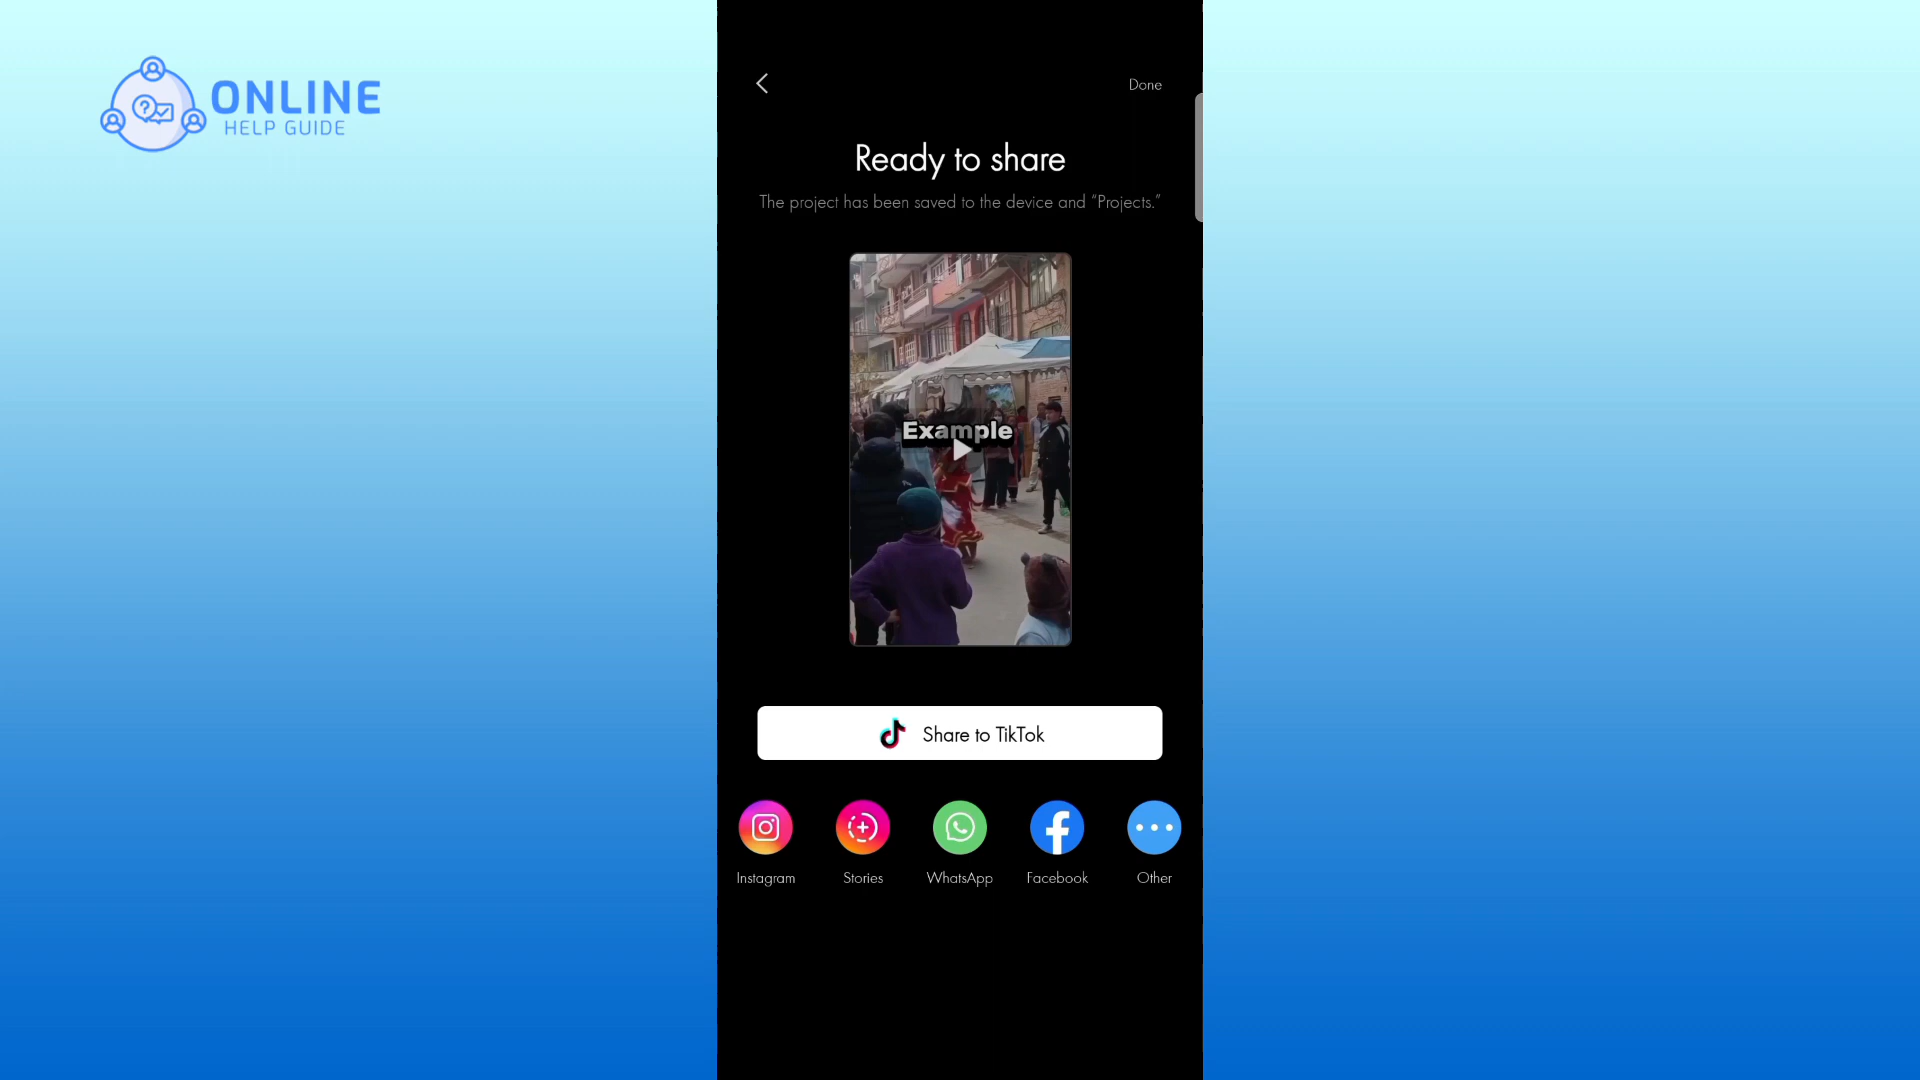 ONLINE
HELP GUIDE
Done
Ready to share
The project has been saved to the device and “Projects.”
Example
Share to TikTok
Instagram
Stories
WhatsApp
Facebook
Other